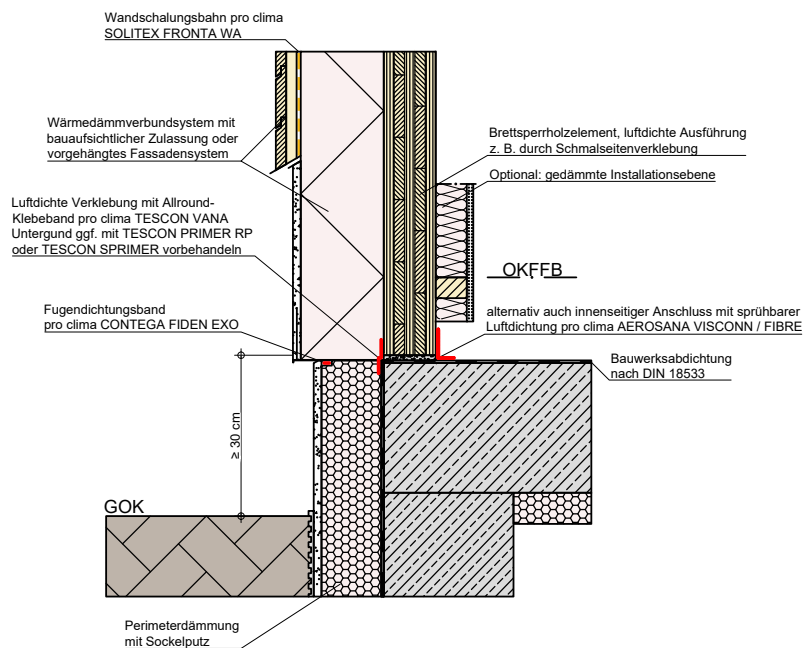 Wandschalungsbahn pro clima
SOLITEX FRONTA WA
Wärmedämmverbundsystem mit
bauaufsichtlicher Zulassung oder
vorgehängtes Fassadensystem
Luftdichte Verklebung mit Allround-
Klebeband pro clima TESCON VANA
Untergund ggf. mit TESCON PRIMER RP
oder TESCON SPRIMER vorbehandeln
Fugendichtungsband
pro clima CONTEGA FIDEN EXO
≥ 30 cm
GOK
Perimeterdämmung
mit Sockelputz
Brettsperrholzelement, luftdichte Ausführung
z. B. durch Schmalseitenverklebung
Optional: gedämmte Installationsebene
OKFFB
alternativ auch innenseitiger Anschluss mit sprühbarer
Luftdichtung pro clima AEROSANA VISCONN / FIBRE
Bauwerksabdichtung
nach DIN 18533